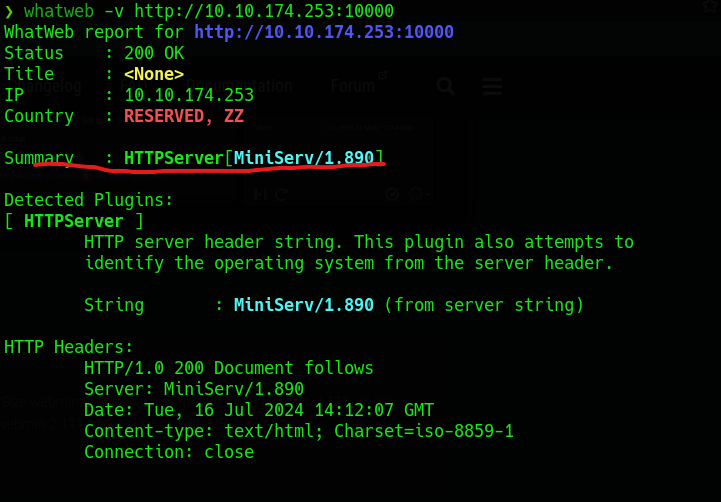 ❯ whatweb -v http://10.10.174.253:10000
WhatWeb report for http://10.10.174.253:10000
Status    : 200 OK
Title     : <None>
IP        : 10.10.174.253
Country   : RESERVED, ZZ
Summary   : HTTPServer[MiniServ/1.890]
Detected Plugins:
[ HTTPServer ]
HTTP server header string. This plugin also attempts to
identify the operating system from the server header.
String       : MiniServ/1.890 (from server string)
HTTP Headers:
HTTP/1.0 200 Document follows
Server: MiniServ/1.890
Date: Tue, 16 Jul 2024 14:12:07 GMT
Content-type: text/html; Charset=iso-8859-1
Connection: close
Forum